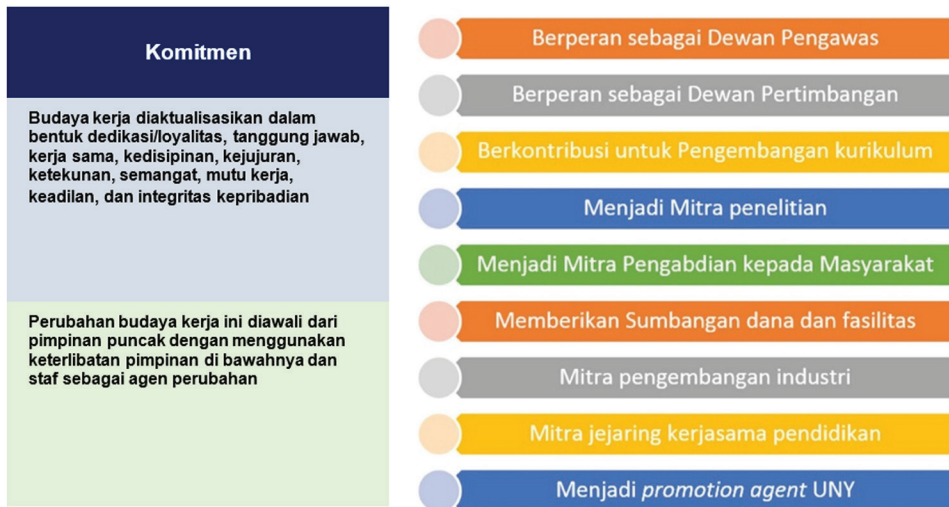 Komitmen
Budaya kerja diaktualisasikan dalam
bentuk dedikasi/loyalitas, tanggung jawab,
kerja sama, kedisipinan, kejujuran,
ketekunan, semangat, mutu kerja,
keadilan, dan integritas kepribadian
Perubahan budaya kerja ini diawali dari
pimpinan puncak dengan menggunakan
keterlibatan pimpinan di bawahnya dan
staf sebagai agen perubahan
Berperan sebagai Dewan Pengawas
Berperan sebagai Dewan Pertimbangan
Berkontribusi untuk Pengembangan kurikulum
Menjadi Mitra penelitian
Menjadi Mitra Pengabdian kepada Masyarakat
Memberikan Sumbangan dana dan fasilitas
Mitra pengembangan industri
Mitra jejaring kerjasama pendidikan
Menjadi promotion agent UNY